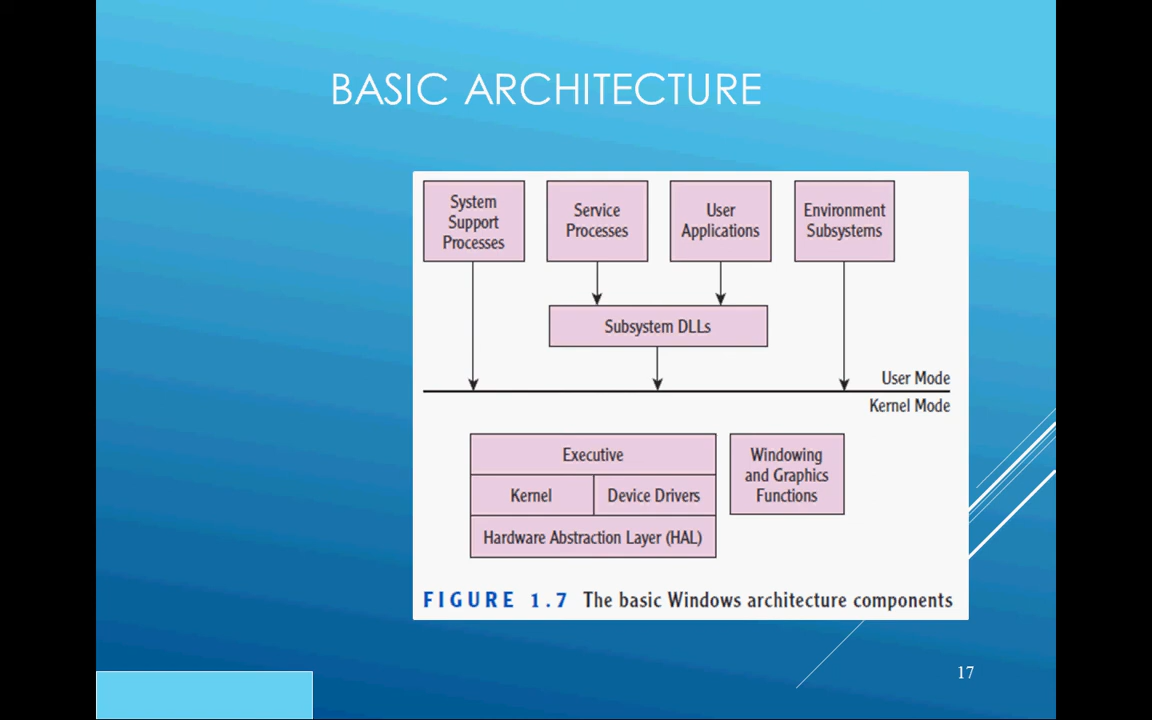 BASIC ARCHITECTURE
System
Support
Processes
Service
Processes
User
Applications
Environment
Subsystems
Subsystem DLLs
User Mode
Kernel Mode
Executive
Kernel
Device Drivers
Hardware Abstraction Layer (HAL)
Windowing
and Graphics
Functions
FIGURE 1.7 The basic Windows architecture components
17